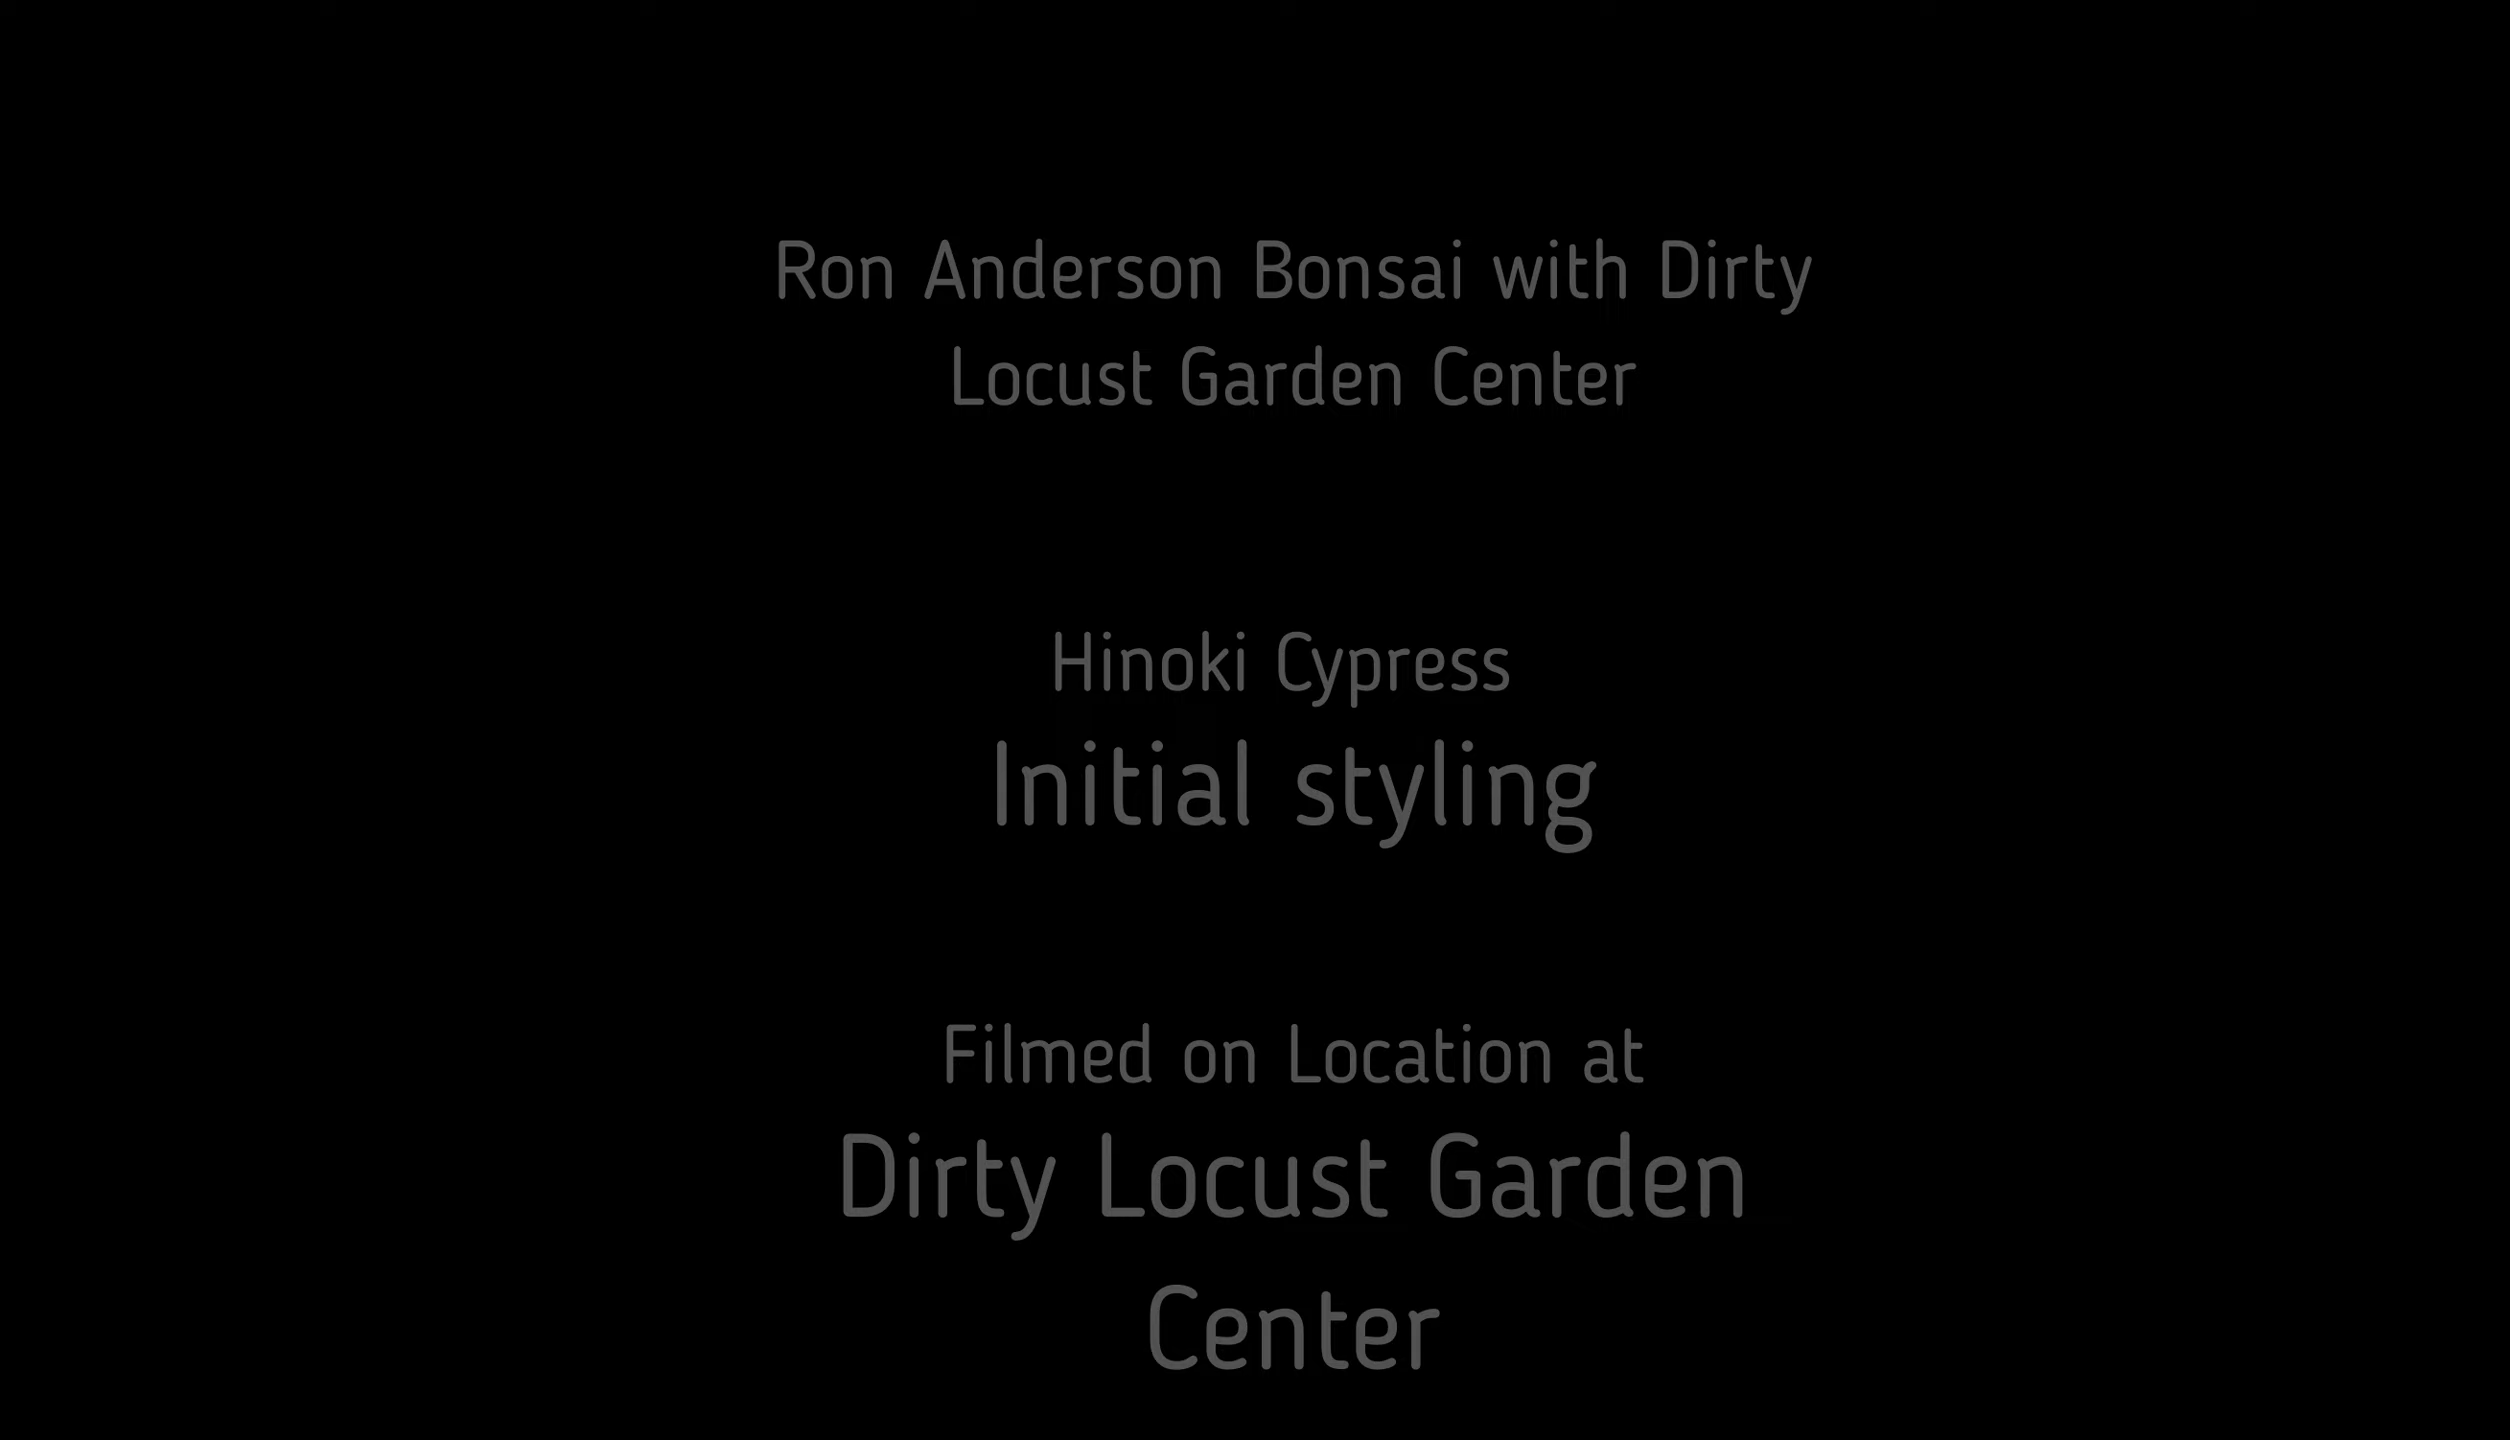 Ron Anderson Bonsai with Dirty
Locust Garden Center
Hinoki Cypress
Initial styling
Filmed on Location at
Dirty Locust Garden
Center